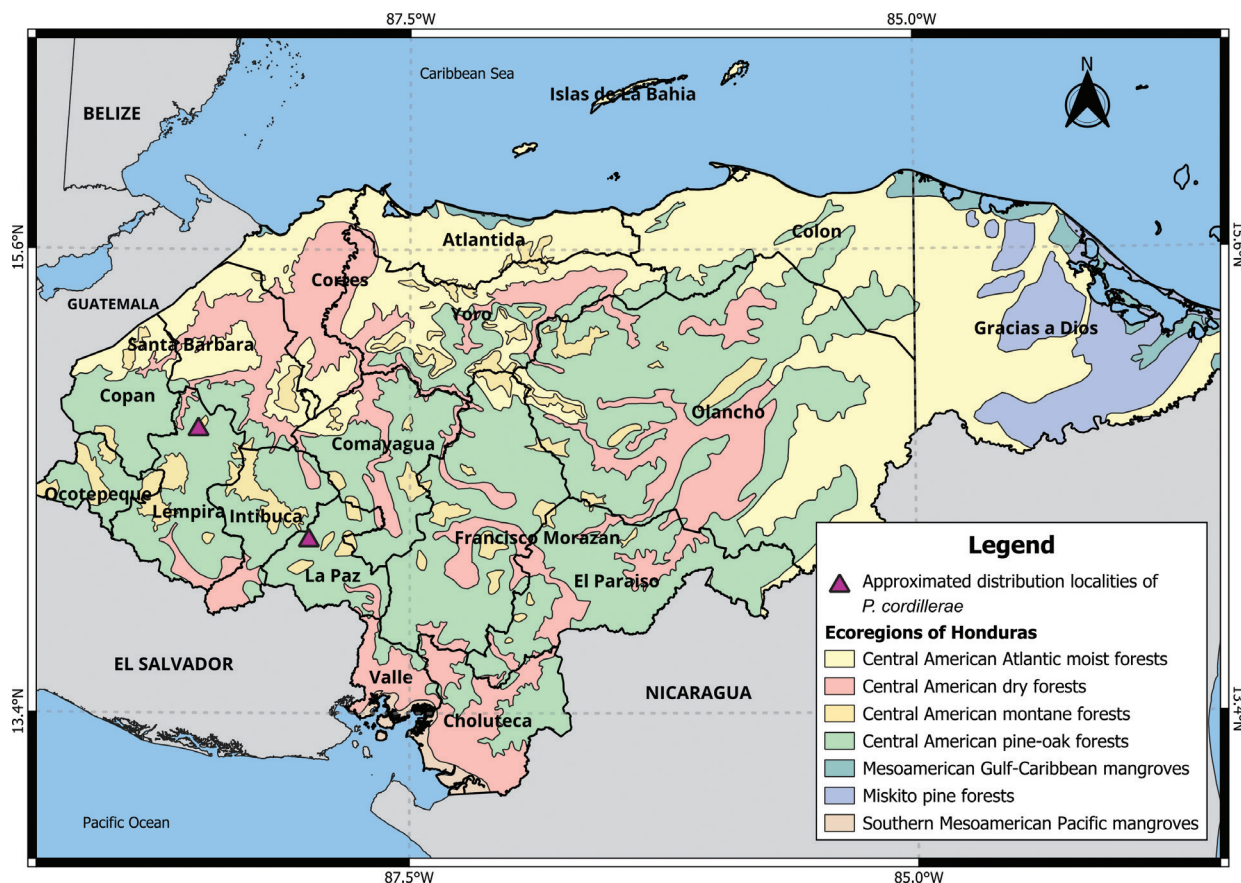 87.5°W
85.0°W
Caribbean Sea
N
Islas de La Bahia
BELIZE
15.6°N
15.6°N
Colon
Atlantida
Cortes
GUATEMALA
Yoro
Gracias a Dios
Santa Barbara
Copan
Olancho
Comayagua
Ocotepeque
Lempira
Intibuca
Francisco Morazan
La Paz
El Paraiso
EL SALVADOR
Valle
NICARAGUA
13.4°N
13.4°N
Choluteca
Pacific Ocean
Legend
Approximated distribution localities of
P. cordillerae
Ecoregions of Honduras
Central American Atlantic moist forests
Central American dry forests
Central American montane forests
Central American pine-oak forests
Mesoamerican Gulf-Caribbean mangroves
Miskito pine forests
Southern Mesoamerican Pacific mangroves
87.5°W
85.0°W